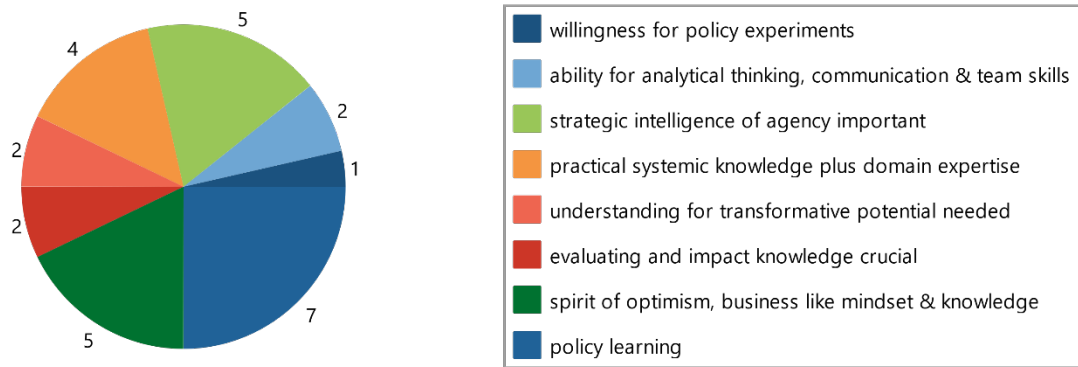 5
4
2
2
1
2
5
7
willingness for policy experiments
ability for analytical thinking, communication & team skills
strategic intelligence of agency important
practical systemic knowledge plus domain expertise
understanding for transformative potential needed
evaluating and impact knowledge crucial
spirit of optimism, business like mindset & knowledge
policy learning